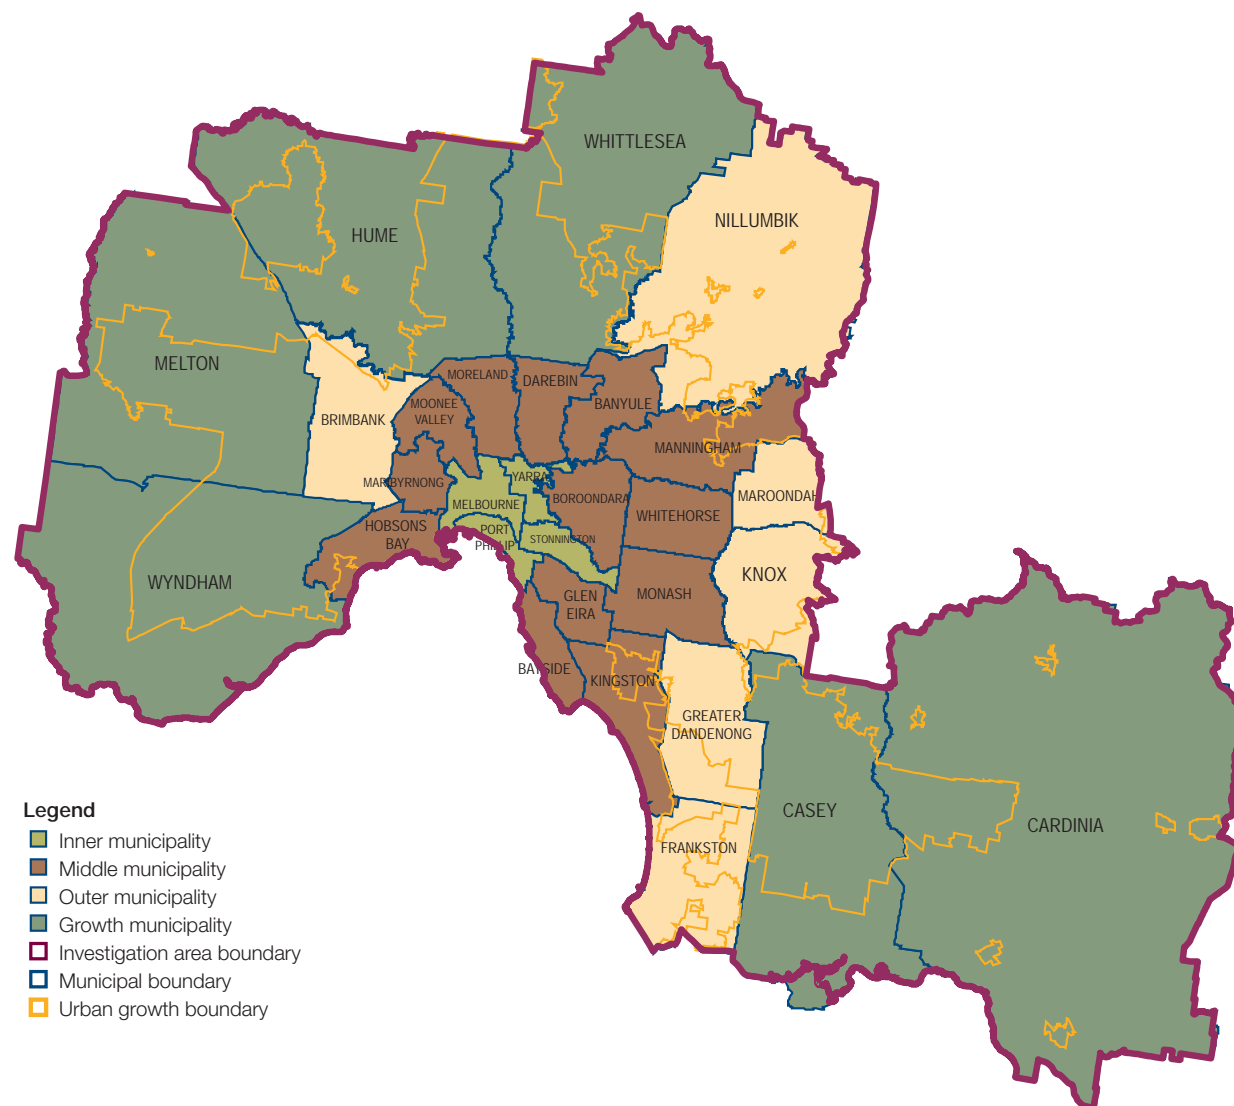 WHITTLESEA
NILLUMBIK
HUME
MELTON
MORELAND
DAREBIN
MOONEE
VALLEY
BANYULE
BRIMBANK
MANNINGHAM
MARIBYRNONG
YARRA
MELBOURNE
BOROONDARA
MAROONDAH
WHITEHORSE
HOBSONS
BAY
PORT
PHILLIP
STONNINGTON
WYNDHAM
GLEN
EIRA
MONASH
KNOX
BAYSIDE
KINGSTON
GREATER
DANDENONG
CASEY
CARDINIA
FRANKSTON
Legend
Inner municipality
Middle municipality
Outer municipality
Growth municipality
Investigation area boundary
Municipal boundary
Urban growth boundary